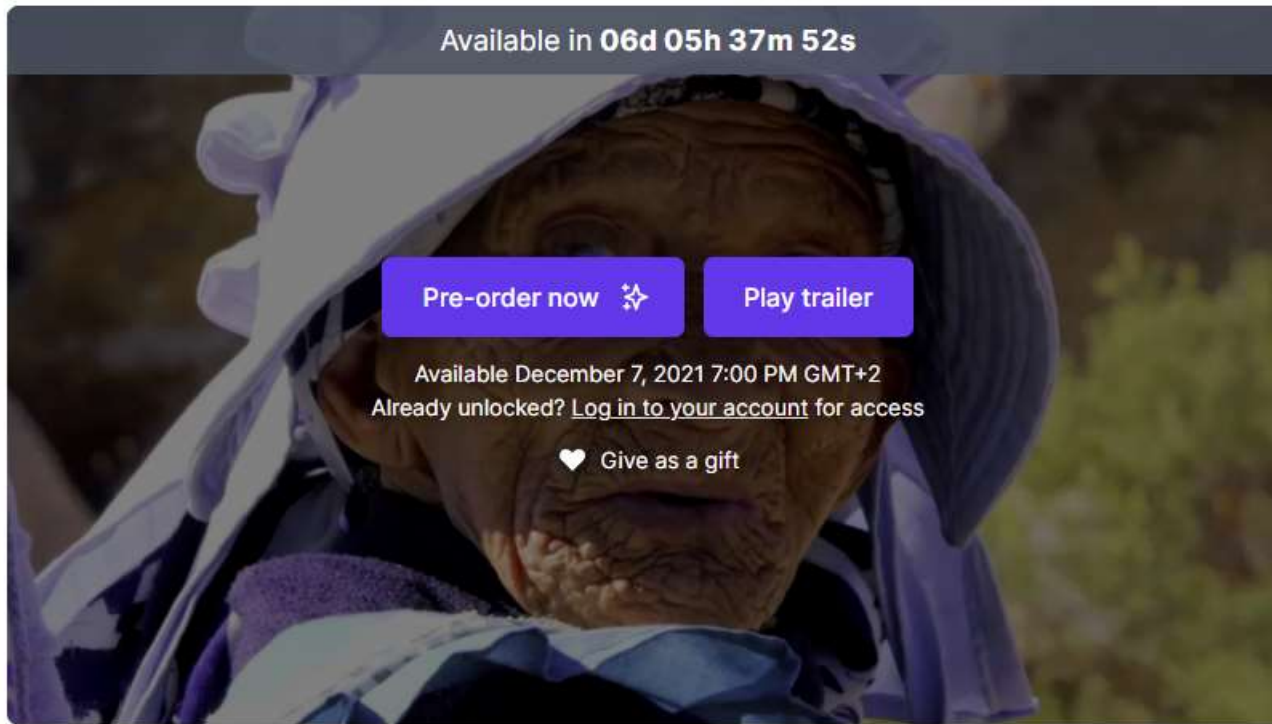 Available in 06d 05h 37m 52s
Pre-order now
Play trailer
Available December 7, 2021 7:00 PM GMT+2
Already unlocked? Log in to your account for access
Give as a gift